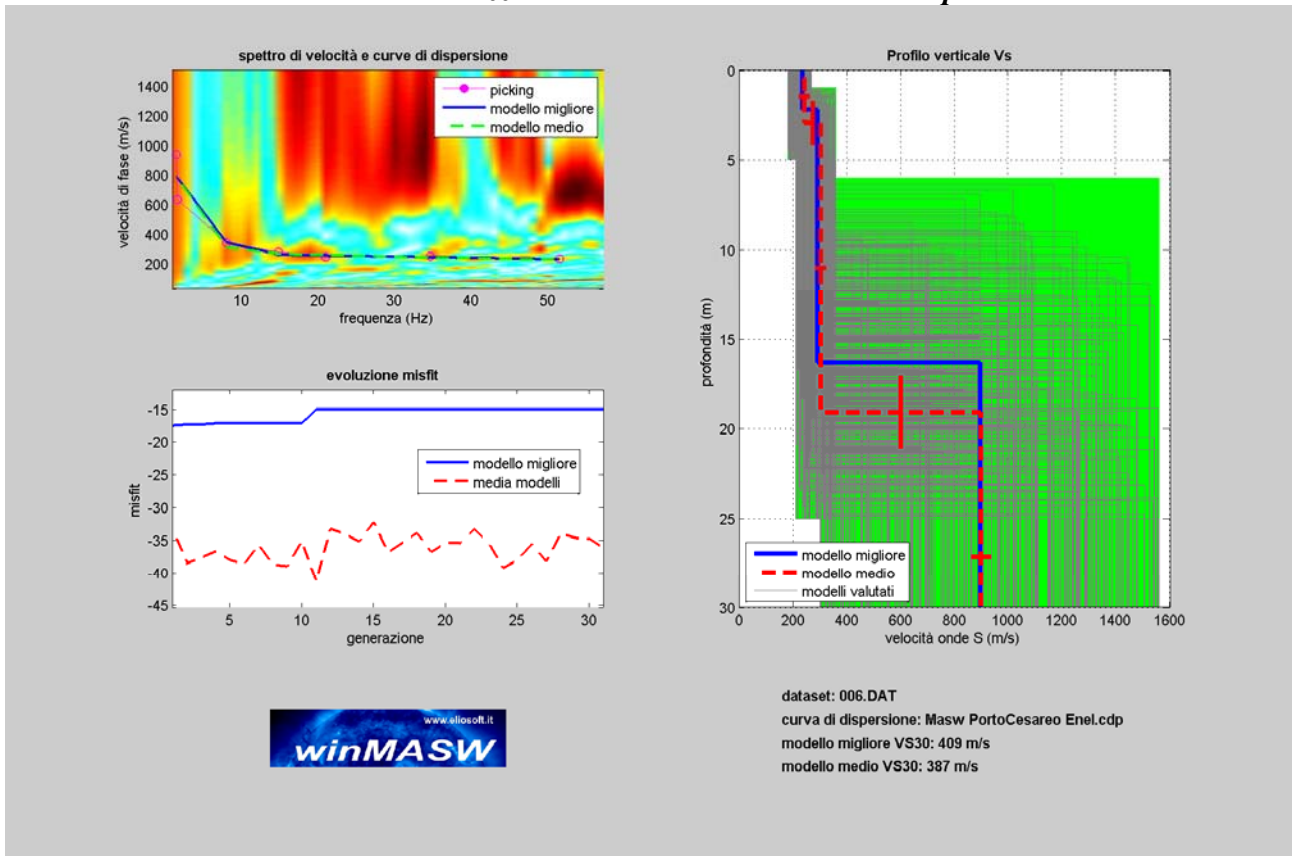 spettro di velocità e curve di dispersione
velocità di fase (m/s)
1400
1200
1000
800
600
400
200
picking
modello migliore
modello medio
10
20
30
40
50
frequenza (Hz)
evoluzione misfit
misfit
-15
-20
-25
-30
-35
-40
-45
modello migliore
media modelli
5
10
15
20
25
30
generazione
Profilo verticale Vs
profondità (m)
0
5
10
15
20
25
30
modello migliore
modello medio
modelli valutati
0
200
400
600
800
1000
1200
1400
1600
velocità onde S (m/s)
www.eliosoft.it
winMASW
dataset: 006.DAT
curva di dispersione: Masw PortoCesareo Enel.cdp
modello migliore VS30: 409 m/s
modello medio VS30: 387 m/s